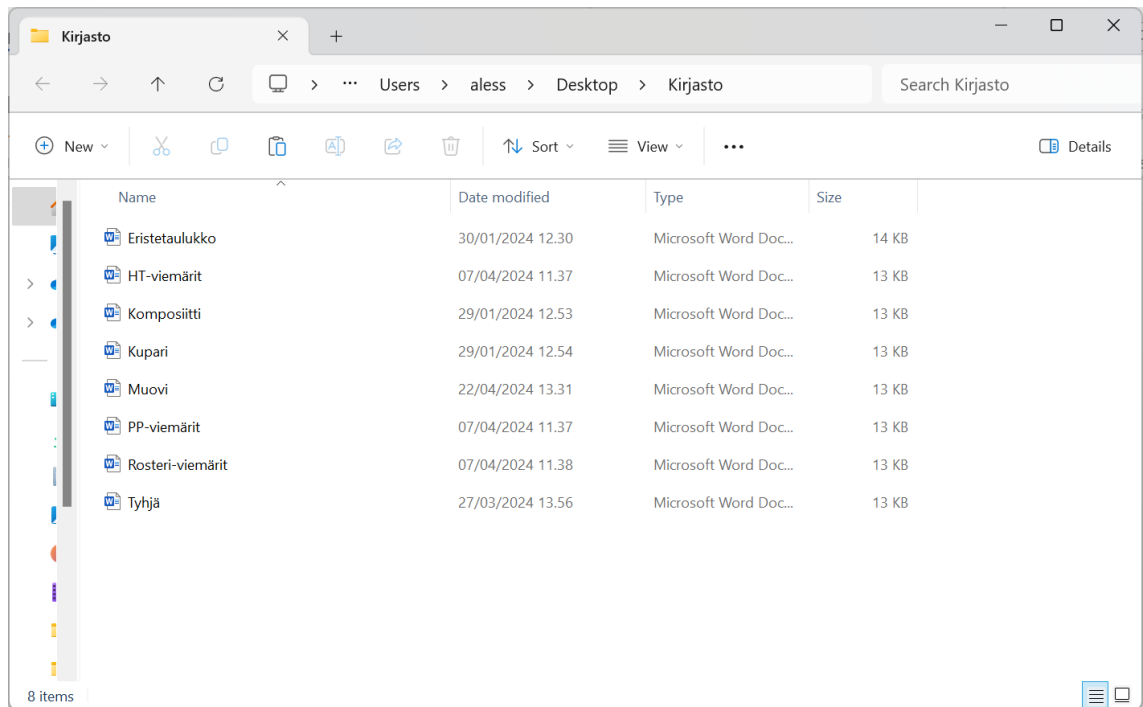 Kirjasto
Users > aless > Desktop > Kirjasto Search Kirjasto
New Sort View Details
Name Date modified Type Size
Eristetaulukko 30/01/2024 12.30 Microsoft Word Doc... 14 KB
HT-viemärit 07/04/2024 11.37 Microsoft Word Doc... 13 KB
Komposiitti 29/01/2024 12.53 Microsoft Word Doc... 13 KB
Kupari 29/01/2024 12.54 Microsoft Word Doc... 13 KB
Muovi 22/04/2024 13.31 Microsoft Word Doc... 13 KB
PP-viemärit 07/04/2024 11.37 Microsoft Word Doc... 13 KB
Rosteri-viemärit 07/04/2024 11.38 Microsoft Word Doc... 13 KB
Tyhjä 27/03/2024 13.56 Microsoft Word Doc... 13 KB
8 items